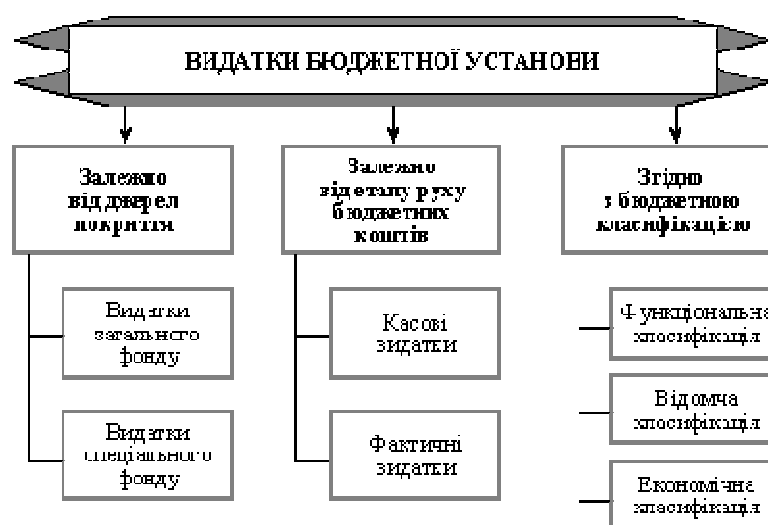 ВИДАТКИ БЮДЖЕТНОЇ УСТАНОВИ
Залежно
від джерел
покриття
Залежно
від етапу руху
бюджетних
коштів
Згідно
з бюджетною
класифікацією
Видатки
загального
фонду
Видатки
спеціального
фонду
Касові
видатки
Фактичні
видатки
Функціональна
класифікація
Відомча
класифікація
Економічна
класифікація